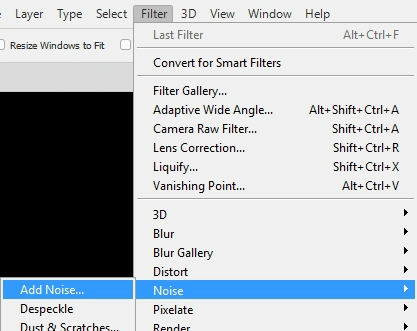 Layer Type Select Filter 3D View Window Help
Resize Windows to Fit
Last Filter Alt+Ctrl+F
Convert for Smart Filters
Filter Gallery...
Adaptive Wide Angle... Alt+Shift+Ctrl+A
Camera Raw Filter... Shift+Ctrl+A
Lens Correction... Shift+Ctrl+R
Liquify... Shift+Ctrl+X
Vanishing Point... Alt+Ctrl+V
3D
Blur
Blur Gallery
Distort
Add Noise... Noise
Despeckle Pixelate
Dust & Scratches... Render